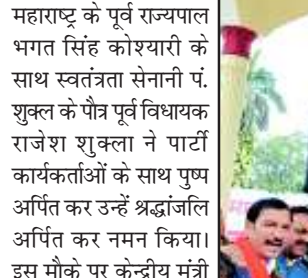 महाराष्ट्र के पूर्व राज्यपाल
भगत सिंह कोश्यारी के
साथ स्वतंत्रता सेनानी पं.
शुक्ल के पौत्र पूर्व विधायक
राजेश शुक्ला ने पार्टी
कार्यकर्ताओं के साथ पुष्प
अर्पित कर उन्हें श्रद्धांजलि
अर्पित कर नमन किया।
इस मौके पर केन्द्रीय मंत्री